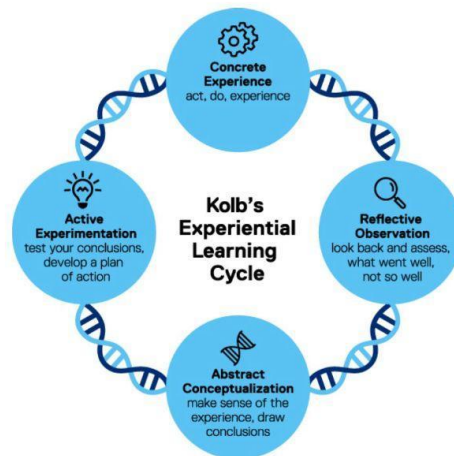 Concrete
Experience
act, do, experience
Kolb's
Experiential
Learning
Cycle
Reflective
Observation
look back and assess,
what went well,
not so well
Abstract
Conceptualization
make sense of the
experience, draw
conclusions
Active
Experimentation
test your conclusions,
develop a plan
of action